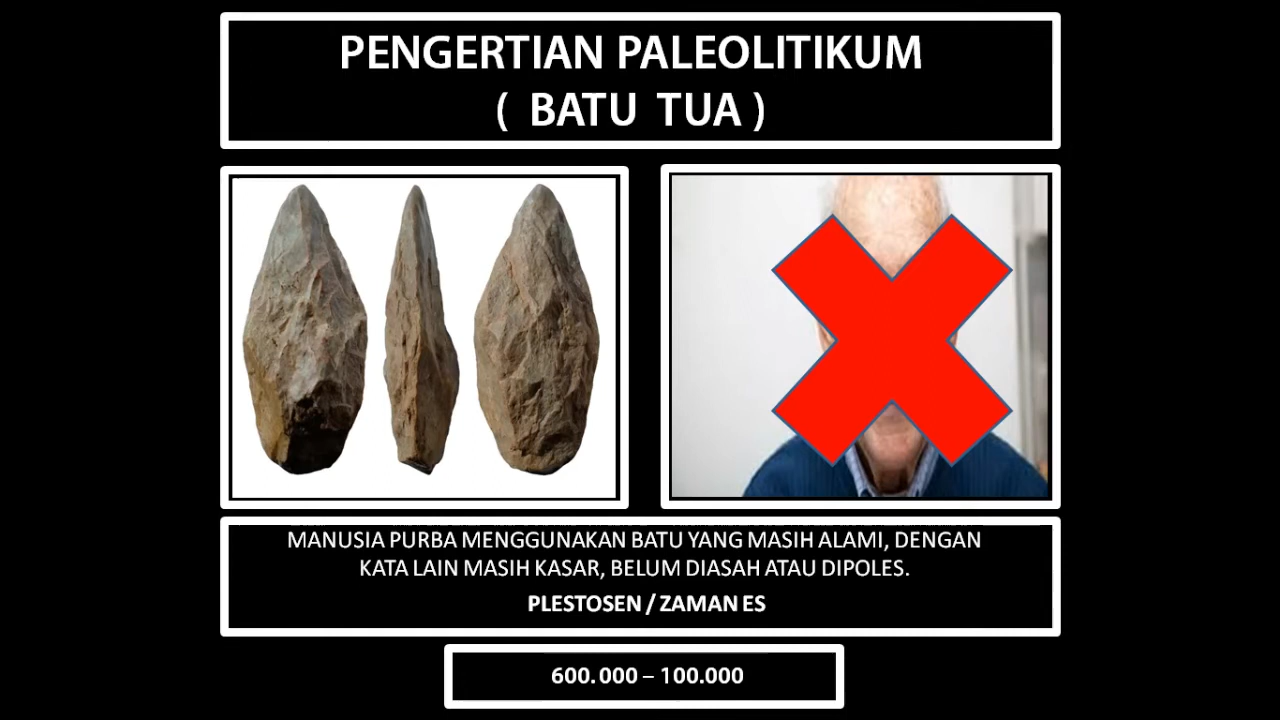 PENGERTIAN PALEOLITIKUM
( BATU TUA )
MANUSIA PURBA MENGGUNAKAN BATU YANG MASIH ALAMI, DENGAN
KATA LAIN MASIH KASAR, BELUM DIASAH ATAU DIPOLES.
PLESTOSEN / ZAMAN ES
600.000 – 100.000